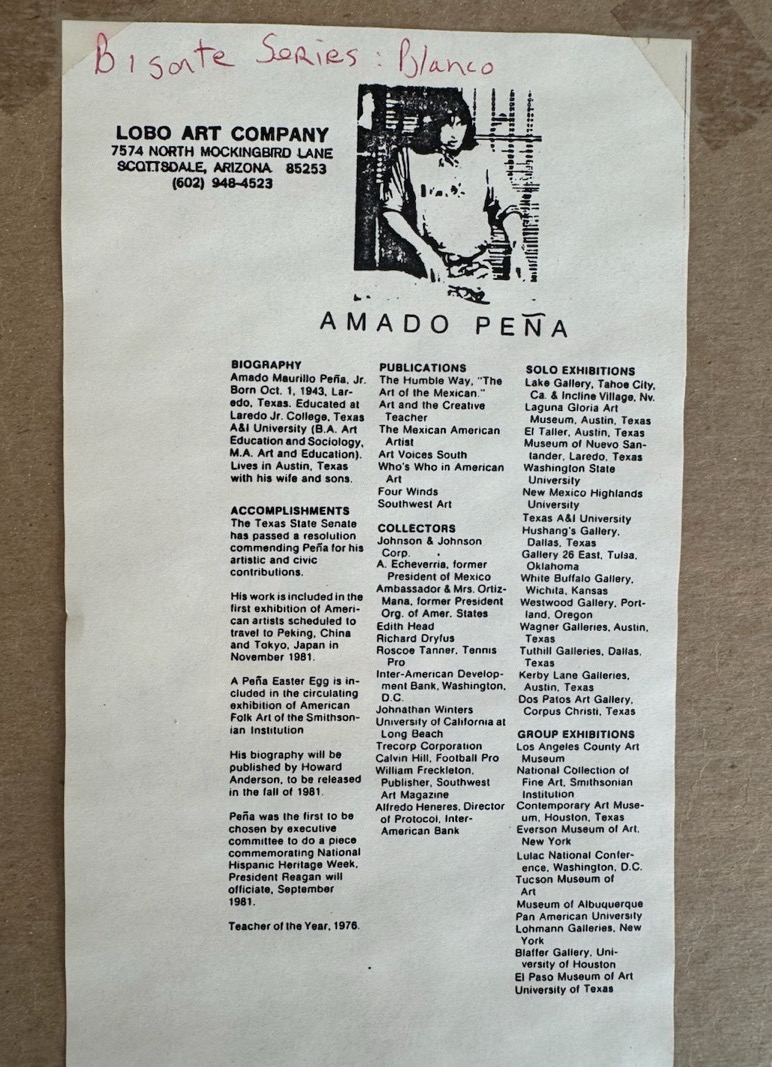 Bisonte Series: Blanco
LOBO ART COMPANY
7574 NORTH MOCKINGBIRD LANE
SCOTTSDALE, ARIZONA 85253
(602) 948-4523
AMADO PEÑA
BIOGRAPHY
Amado Maurillo Peña, Jr.
Born Oct. 1, 1943, Lar-
edo, Texas. Educated at
Laredo Jr. College, Texas
A&I University (B.A. Art
Education and Sociology,
M.A. Art and Education).
Lives in Austin, Texas
with his wife and sons.
ACCOMPLISHMENTS
The Texas State Senate
has passed a resolution
commending Peña for his
artistic and civic
contributions.
His work is included in the
first exhibition of Ameri-
can artists scheduled to
travel to Peking, China
and Tokyo, Japan in
November 1981.
A Peña Easter Egg is in-
cluded in the circulating
exhibition of American
Folk Art of the Smithson-
ian Institution
His biography will be
published by Howard
Anderson, to be released
in the fall of 1981.
Peña was the first to be
chosen by executive
committee to do a piece
commemorating National
Hispanic Heritage Week,
President Reagan will
officiate, September
1981.
Teacher of the Year, 1976.
PUBLICATIONS
The Humble Way, "The
Art of the Mexican."
Art and the Creative
Teacher
The Mexican American
Artist
Art Voices South
Who's Who in American
Art
Four Winds
Southwest Art
COLLECTORS
Johnson & Johnson
Corp.
A. Echeverria, former
President of Mexico
Ambassador & Mrs. Ortiz-
Mana, former President
Org. of Amer. States
Edith Head
Richard Dryfus
Roscoe Tanner, Tennis
Pro
Inter-American Develop-
ment Bank, Washington,
D.C.
Johnathan Winters
University of California at
Long Beach
Trecorp Corporation
Calvin Hill, Football Pro
William Freckleton,
Publisher, Southwest
Art Magazine
Alfredo Heneres, Director
of Protocol, Inter-
American Bank
SOLO EXHIBITIONS
Lake Gallery, Tahoe City,
Ca. & Incline Village, Nv.
Laguna Gloria Art
Museum, Austin, Texas
El Taller, Austin, Texas
Museum of Nuevo San-
lander, Laredo, Texas
Washington State
University
New Mexico Highlands
University
Texas A&I University
Hushang's Gallery,
Dallas, Texas
Gallery 26 East, Tulsa,
Oklahoma
White Buffalo Gallery,
Wichita, Kansas
Westwood Gallery, Port-
land, Oregon
Wagner Galleries, Austin,
Texas
Tuthill Galleries, Dallas,
Texas
Kerby Lane Galleries,
Austin, Texas
Dos Patos Art Gallery,
Corpus Christi, Texas
GROUP EXHIBITIONS
Los Angeles County Art
Museum
National Collection of
Fine Art, Smithsonian
Institution
Contemporary Art Muse-
um, Houston, Texas
Everson Museum of Art,
New York
Lulac National Confer-
ence, Washington, D.C.
Tucson Museum of
Art
Museum of Albuquerque
Pan American University
Lohmann Galleries, New
York
Blaffer Gallery, Uni-
versity of Houston
El Paso Museum of Art
University of Texas